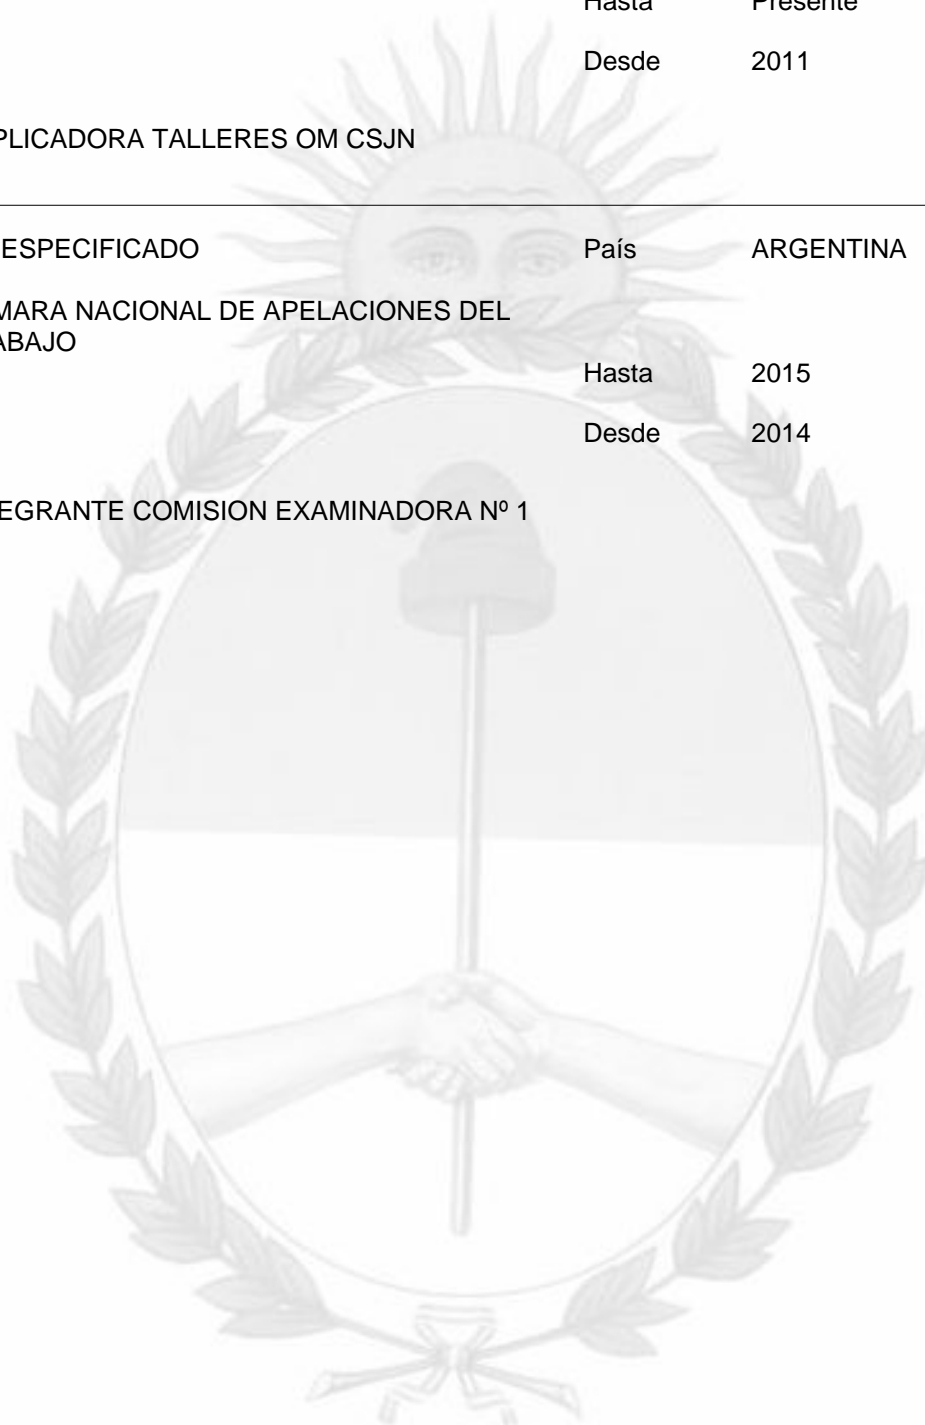 Hasta Presente
Desde 2011
PLICADORA TALLERES OM CSJN
ESPECIFICADO País ARGENTINA
MARA NACIONAL DE APELACIONES DEL
ABAJO
Hasta 2015
Desde 2014
EGRANTE COMISION EXAMINADORA Nº 1